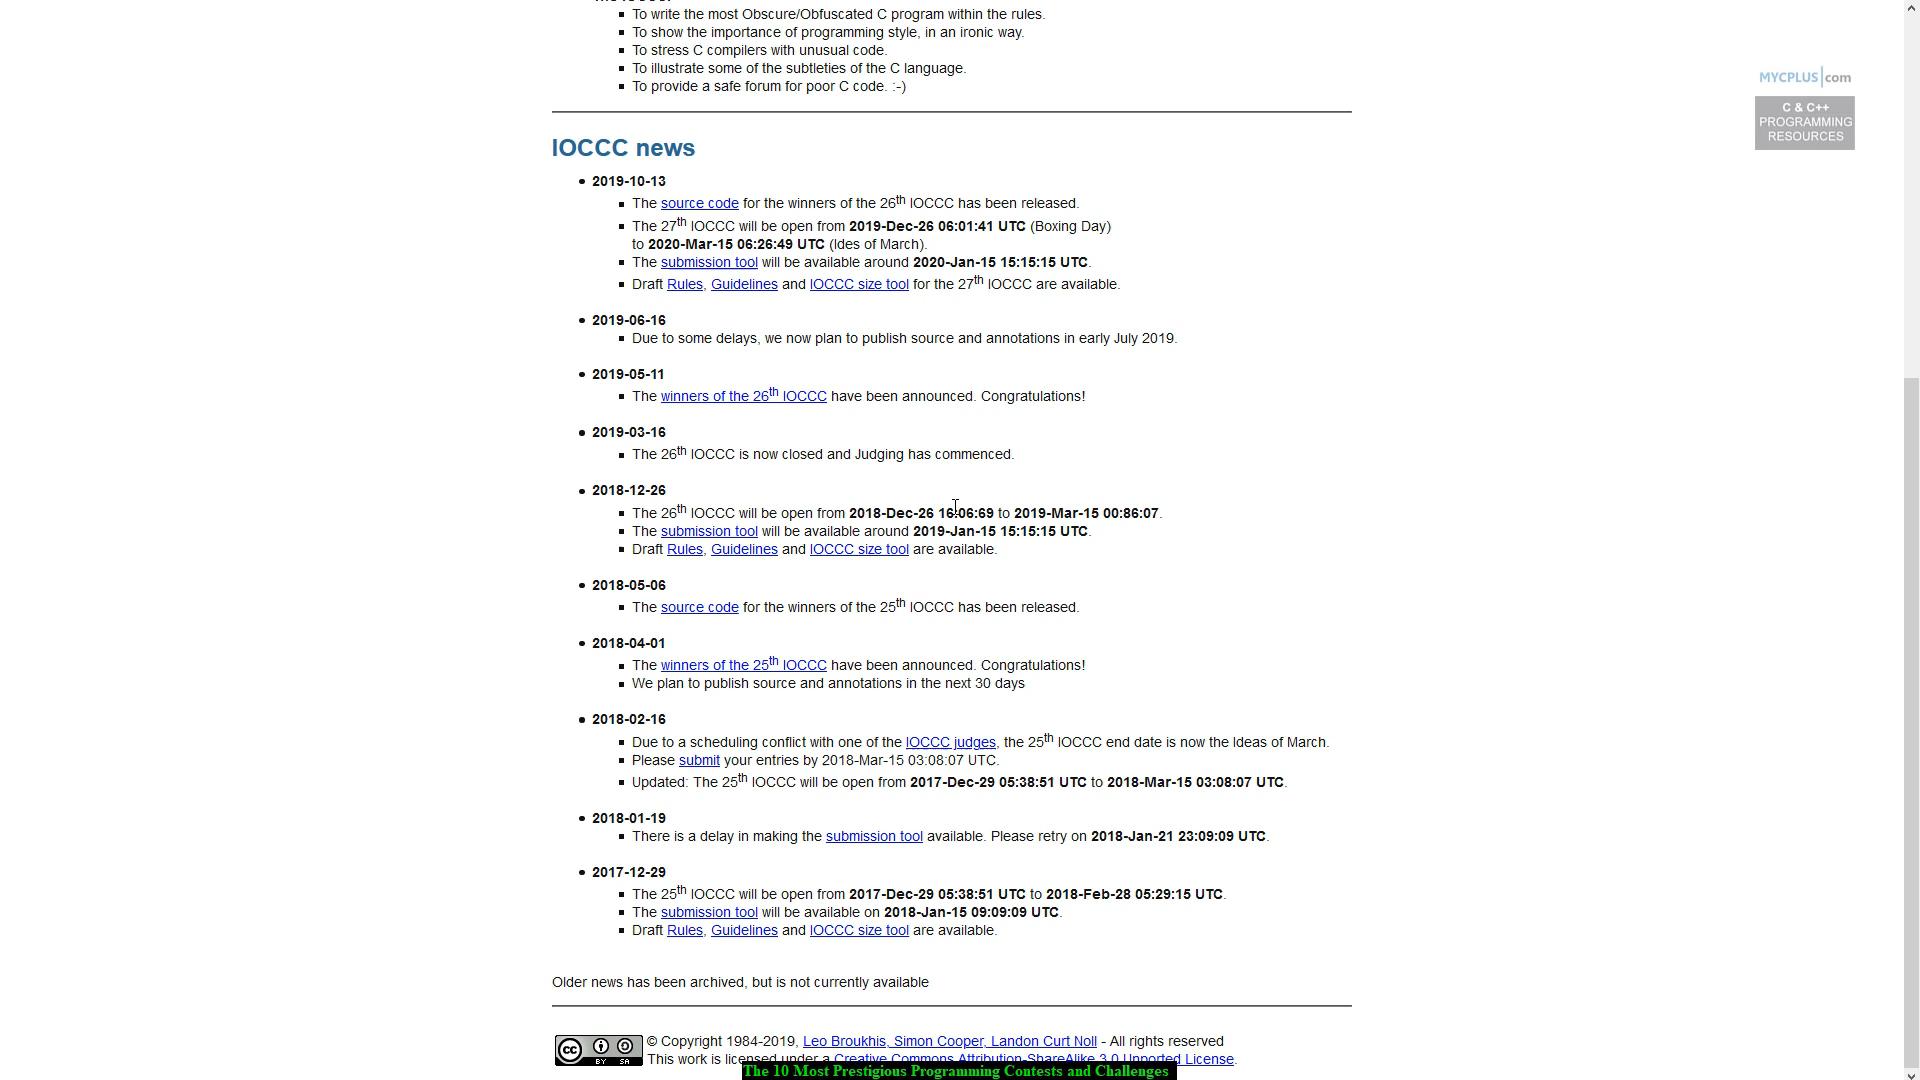 To write the most Obscure/Obfuscated C program within the rules.
To show the importance of programming style, in an ironic way.
To stress C compilers with unusual code.
To illustrate some of the subtleties of the C language.
To provide a safe forum for poor C code. :-)
MYCPLUS|com
C & C++
PROGRAMMING
RESOURCES
IOCCC news
2019-10-13
The source code for the winners of the 26th IOCCC has been released.
The 27th IOCCC will be open from 2019-Dec-26 06:01:41 UTC (Boxing Day)
to 2020-Mar-15 06:26:49 UTC (Ides of March).
The submission tool will be available around 2020-Jan-15 15:15:15 UTC.
Draft Rules, Guidelines and IOCCC size tool for the 27th IOCCC are available.
2019-06-16
Due to some delays, we now plan to publish source and annotations in early July 2019.
2019-05-11
The winners of the 26th IOCCC have been announced. Congratulations!
2019-03-16
The 26th IOCCC is now closed and Judging has commenced.
2018-12-26
The 26th IOCCC will be open from 2018-Dec-26 16:06:69 to 2019-Mar-15 00:86:07.
The submission tool will be available around 2019-Jan-15 15:15:15 UTC.
Draft Rules, Guidelines and IOCCC size tool are available.
2018-05-06
The source code for the winners of the 25th IOCCC has been released.
2018-04-01
The winners of the 25th IOCCC have been announced. Congratulations!
We plan to publish source and annotations in the next 30 days
2018-02-16
Due to a scheduling conflict with one of the IOCCC judges, the 25th IOCCC end date is now the Ideas of March.
Please submit your entries by 2018-Mar-15 03:08:07 UTC.
Updated: The 25th IOCCC will be open from 2017-Dec-29 05:38:51 UTC to 2018-Mar-15 03:08:07 UTC.
2018-01-19
There is a delay in making the submission tool available. Please retry on 2018-Jan-21 23:09:09 UTC.
2017-12-29
The 25th IOCCC will be open from 2017-Dec-29 05:38:51 UTC to 2018-Feb-28 05:29:15 UTC.
The submission tool will be available on 2018-Jan-15 09:09:09 UTC.
Draft Rules, Guidelines and IOCCC size tool are available.
Older news has been archived, but is not currently available
cc BY SA
© Copyright 1984-2019, Leo Broukhis, Simon Cooper, Landon Curt Noll - All rights reserved
This work is licensed under a Creative Commons Attribution-ShareAlike 3.0 Unported License.
The 10 Most Prestigious Programming Contests and Challenges